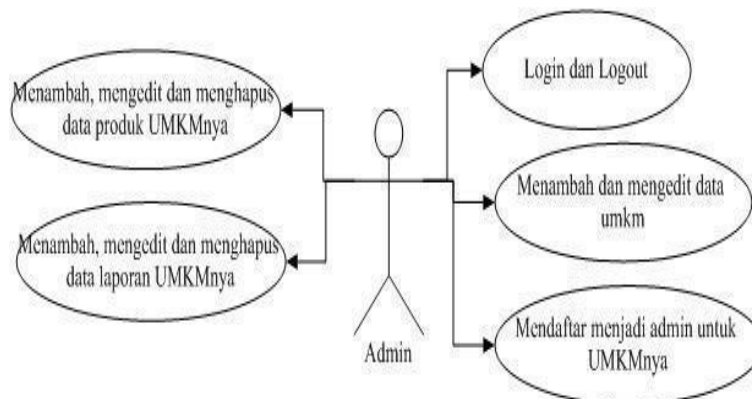 Menambah, mengedit dan menghapus
data produk UMKMnya
Menambah, mengedit dan menghapus
data laporan UMKMnya
Admin
Login dan Logout
Menambah dan mengedit data
umkm
Mendaftar menjadi admin untuk
UMKMnya